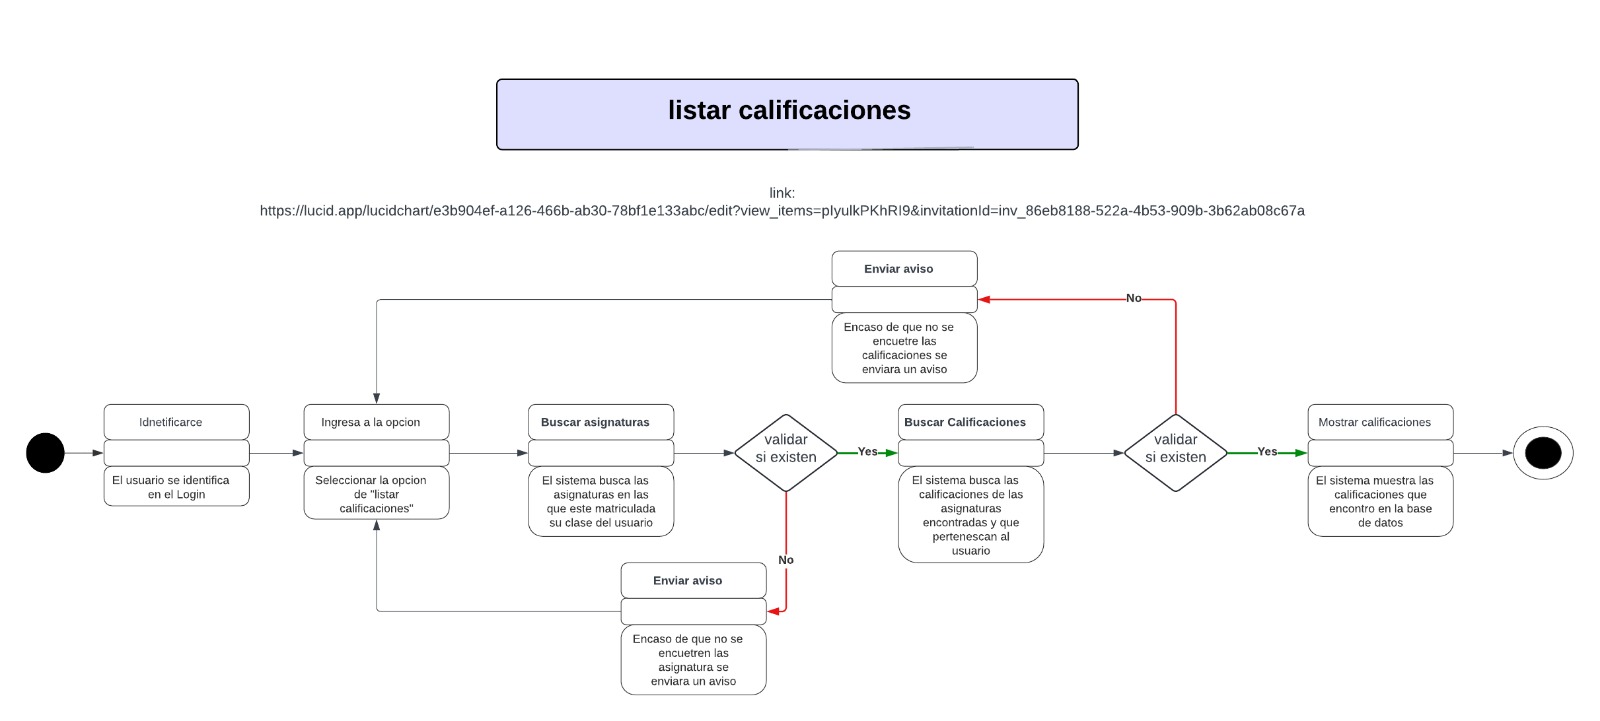 listar calificaciones
link:
https://lucid.app/lucidchart/e3b904ef-a126-466b-ab30-78bf1e133abc/edit?view_items=pIyulkPKhRI9&invitationId=inv_86eb8188-522a-4b53-909b-3b62ab08c67a
Enviar aviso
No
Encaso de que no se
encuetre las
calificaciones se
enviara un aviso
Idnetificarce
El usuario se identifica
en el Login
Ingresa a la opcion
Seleccionar la opcion
de "listar
calificaciones"
Buscar asignaturas
El sistema busca las
asignaturas en las
que este matriculada
su clase del usuario
validar
si existen
Yes
Buscar Calificaciones
El sistema busca las
calificaciones de las
asignaturas
encontradas y que
pertenescan al
usuario
validar
si existen
Yes
Mostrar calificaciones
El sistema muestra las
calificaciones que
encontro en la base
de datos
No
Enviar aviso
Encaso de que no se
encuetren las
asignatura se
enviara un aviso